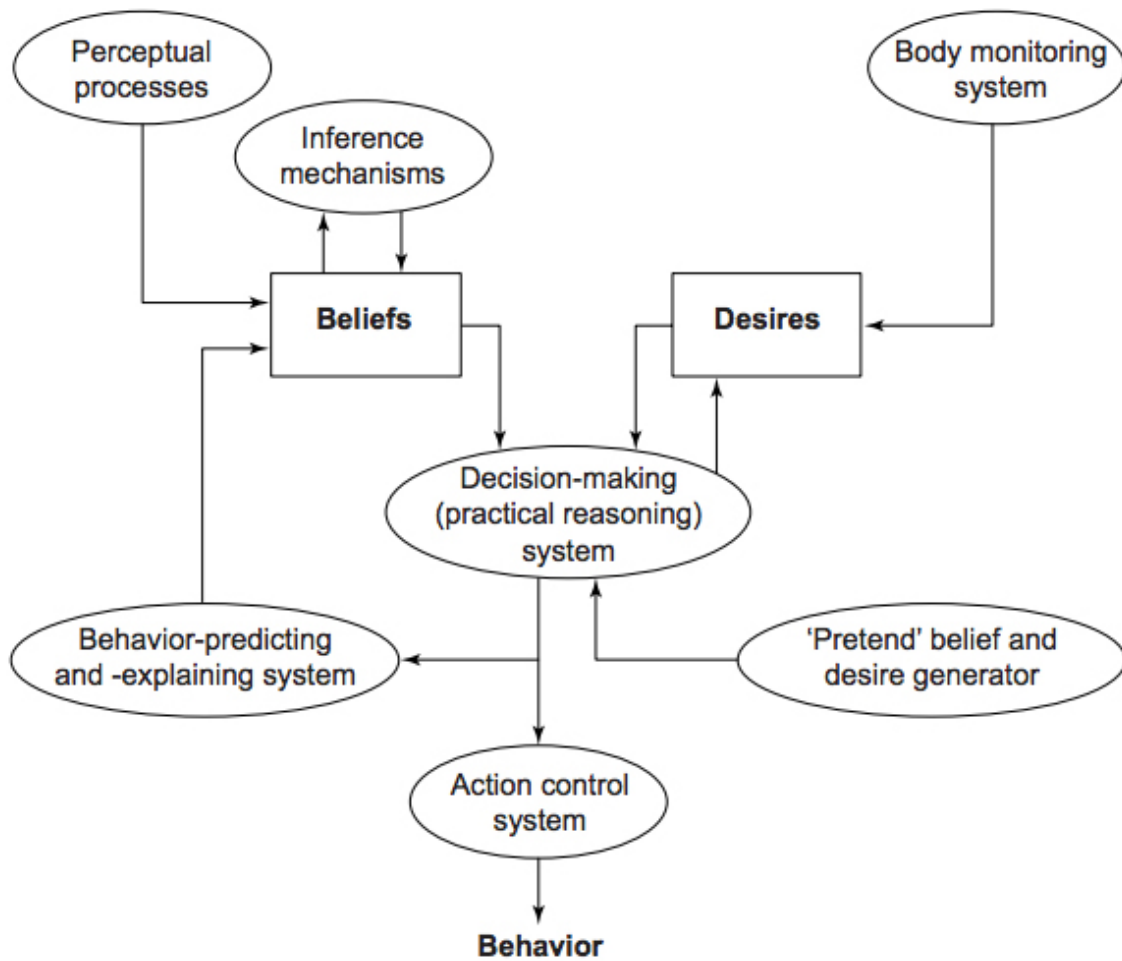 Perceptual
processes
Body monitoring
system
Inference
mechanisms
Beliefs
Desires
Decision-making
(practical reasoning)
system
Behavior-predicting
and -explaining system
‘Pretend’ belief and
desire generator
Action control
system
Behavior